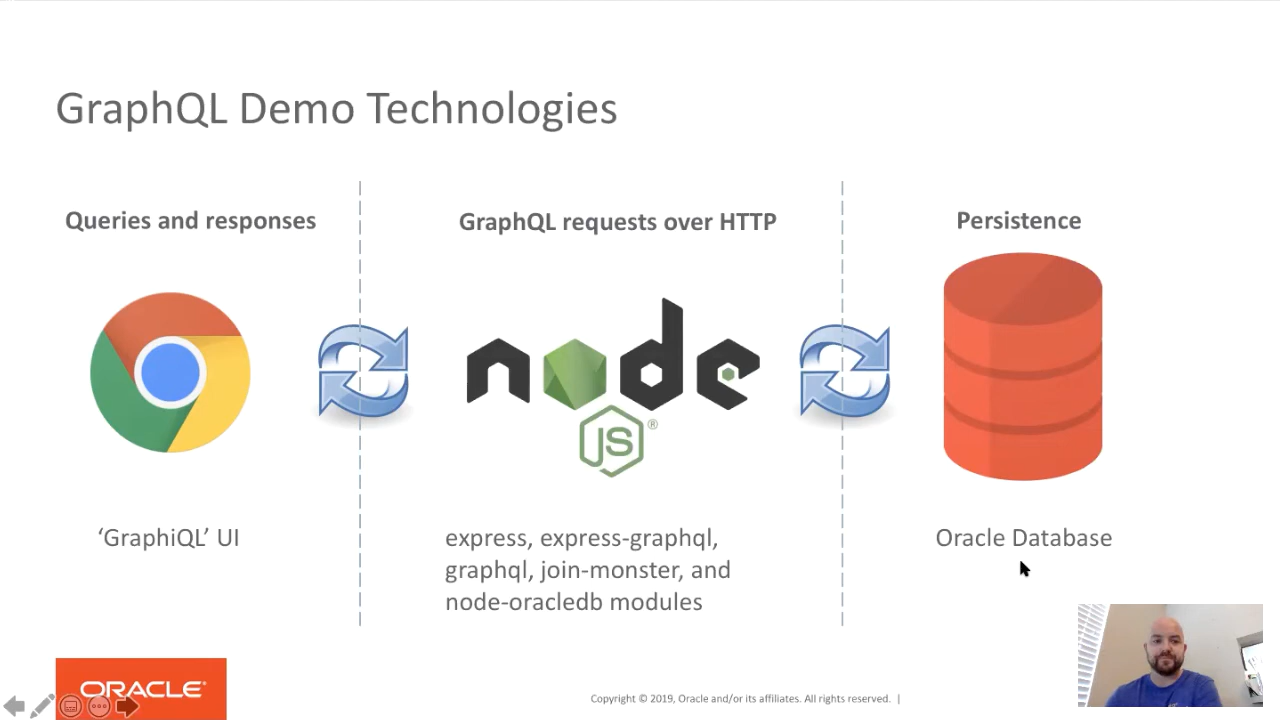 GraphQL Demo Technologies
Queries and responses
GraphQL requests over HTTP
Persistence
node
JS®
‘GraphiQL’ UI
express, express-graphql,
graphql, join-monster, and
node-oracledb modules
Oracle Database
ORACLE®
Copyright © 2019, Oracle and/or its affiliates. All rights reserved. |